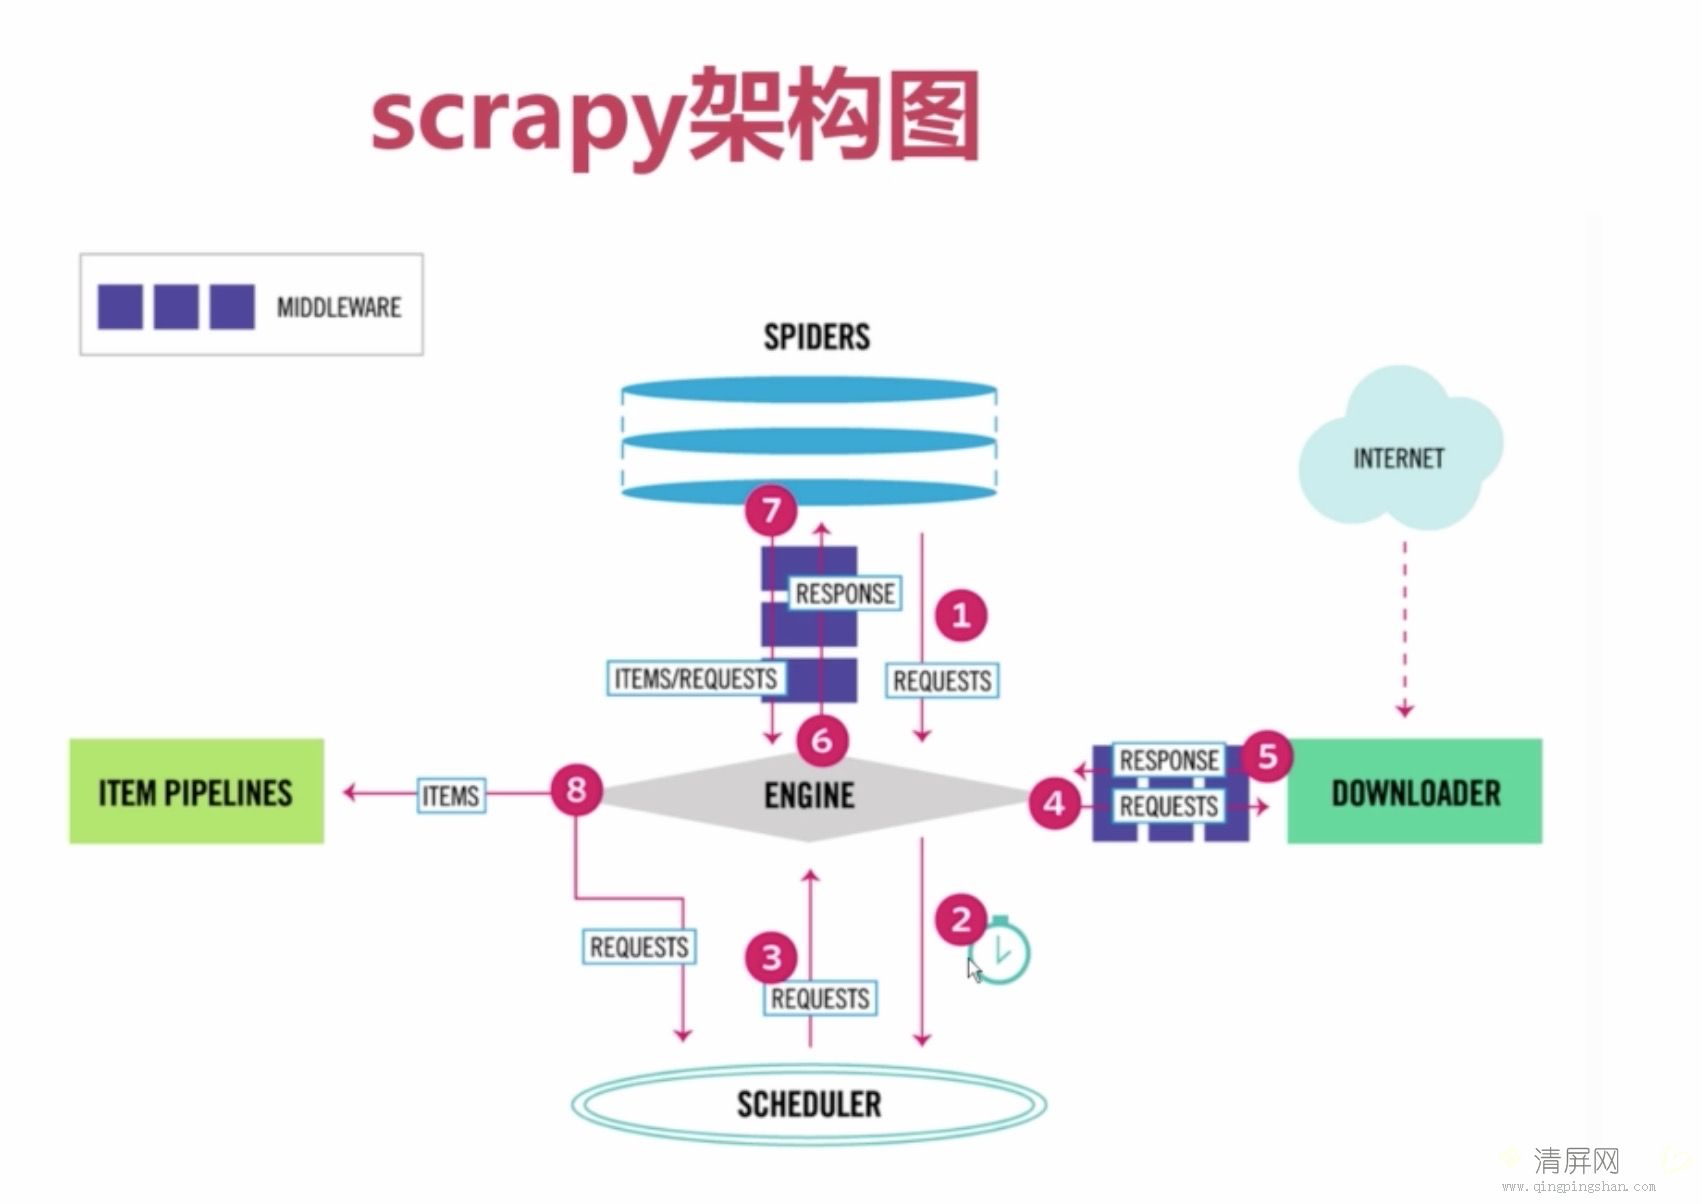 scrapy架构图
MIDDLEWARE
SPIDERS
INTERNET
7
RESPONSE
1
ITEMS/REQUESTS
REQUESTS
6
ITEM PIPELINES
ITEMS
8
ENGINE
4
RESPONSE
5
REQUESTS
DOWNLOADER
2
REQUESTS
3
REQUESTS
SCHEDULER
清屏网
www.qingpingshan.com